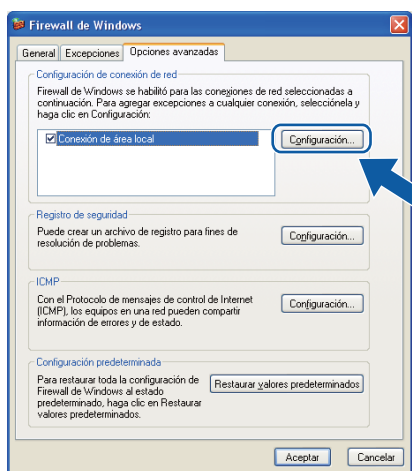 Firewall de Windows
General
Excepciones
Opciones avanzadas
Configuración de conexión de red
Firewall de Windows se habilitó para las conexiones de red seleccionadas a
continuación. Para agregar excepciones a cualquier conexión, selecciónela y
haga clic en Configuración:
Conexión de área local
Configuración...
Registro de seguridad
Puede crear un archivo de registro para fines de
resolución de problemas.
Configuración...
ICMP
Con el Protocolo de mensajes de control de Internet
(ICMP), los equipos en una red pueden compartir
información de errores y de estado.
Configuración...
Configuración predeterminada
Para restaurar toda la configuración de
Firewall de Windows al estado
predeterminado, haga clic en Restaurar
valores predeterminados.
Restaurar valores predeterminados
Aceptar
Cancelar